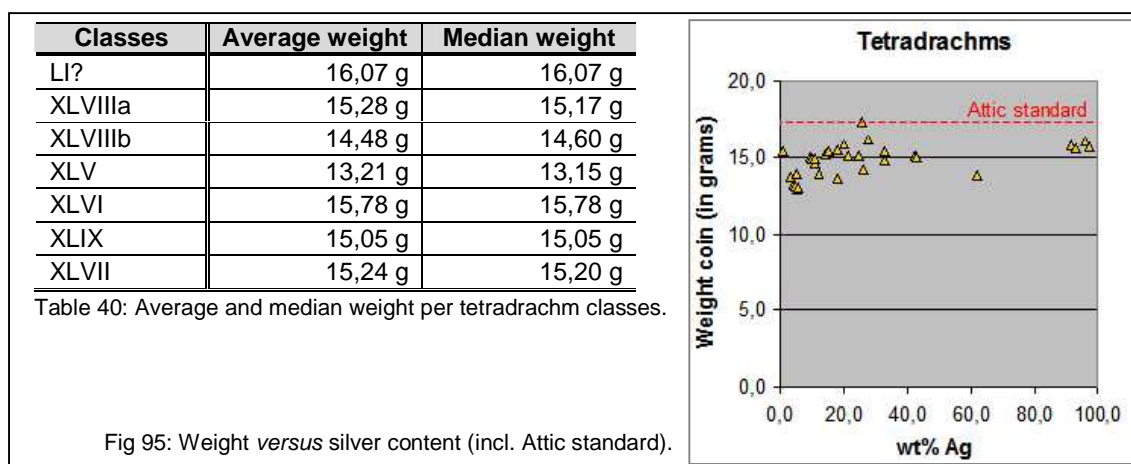 Classes Average weight Median weight
LI? 16,07 g 16,07 g
XLVIIIa 15,28 g 15,17 g
XLVIIIb 14,48 g 14,60 g
XLV 13,21 g 13,15 g
XLVI 15,78 g 15,78 g
XLIX 15,05 g 15,05 g
XLVII 15,24 g 15,20 g
Table 40: Average and median weight per tetradrachm classes.
Fig 95: Weight versus silver content (incl. Attic standard).
Tetradrachms
Attic standard
Weight coin (in grams)
20,0
15,0
10,0
5,0
0,0
0,0 20,0 40,0 60,0 80,0 100,0
wt% Ag